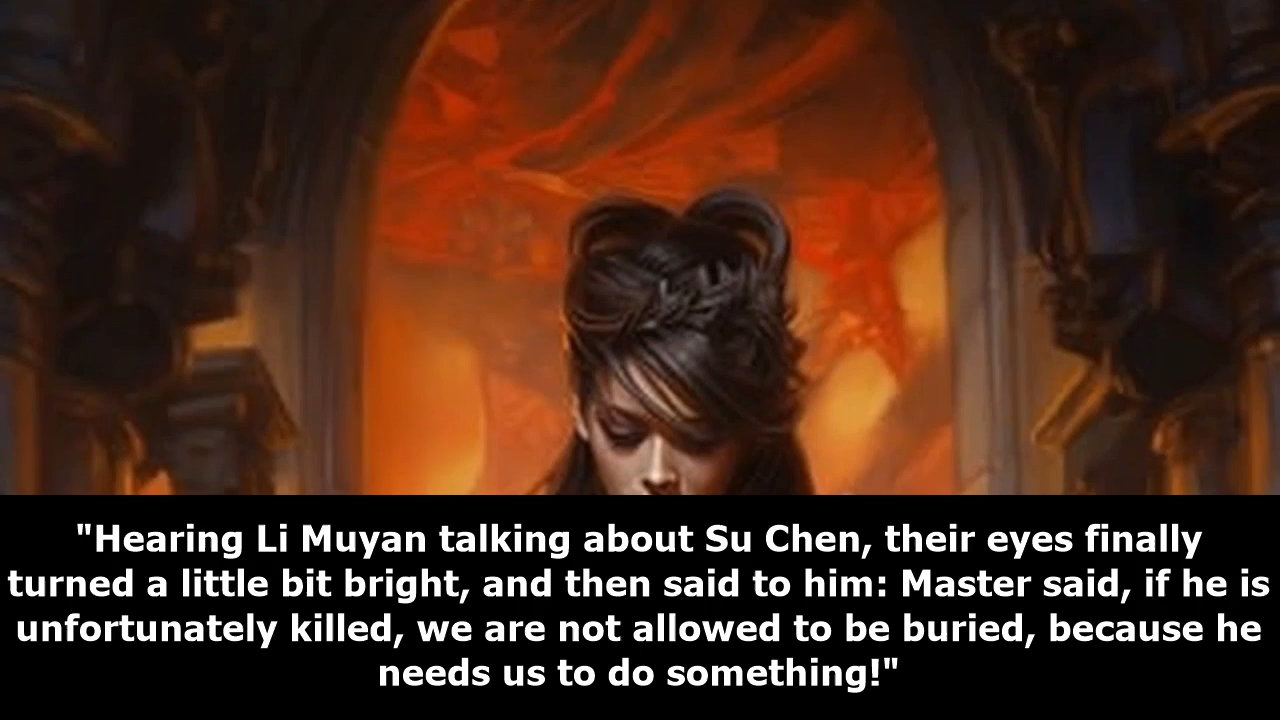 "Hearing Li Muyan talking about Su Chen, their eyes finally
turned a little bit bright, and then said to him: Master said, if he is
unfortunately killed, we are not allowed to be buried, because he
needs us to do something!"